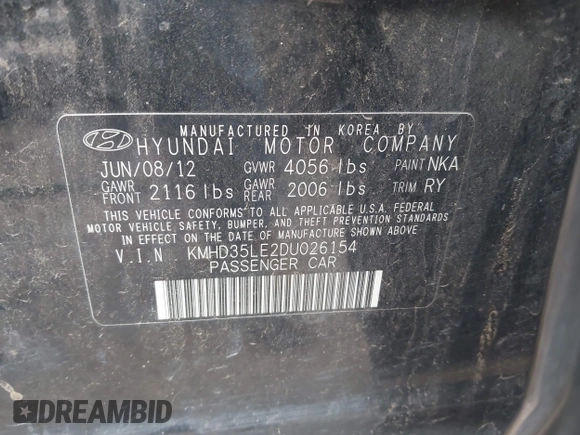 MANUFACTURED IN KOREA BY
HYUNDAI MOTOR COMPANY
JUN/08/12 GVWR 4056 lbs PAINT NKA
GAWR FRONT 2116 lbs GAWR REAR 2006 lbs TRIM RY
THIS VEHICLE CONFORMS TO ALL APPLICABLE U.S.A. FEDERAL
MOTOR VEHICLE SAFETY, BUMPER, AND THEFT PREVENTION STANDARDS
IN EFFECT ON THE DATE OF MANUFACTURE SHOWN ABOVE
V.I.N KMHD35LE2DU026154
PASSENGER CAR
DREAMBID